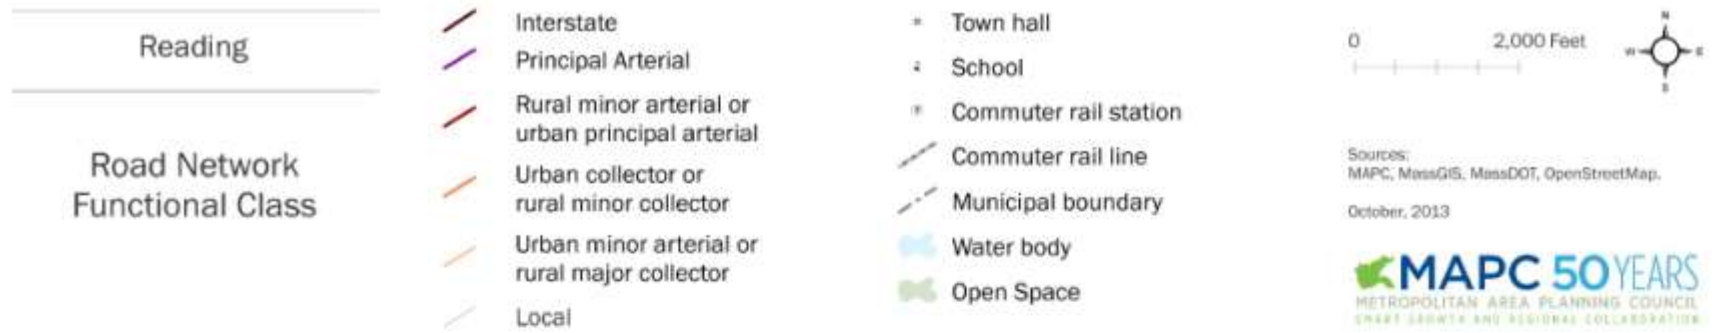 Reading
Road Network
Functional Class
Interstate
Principal Arterial
Rural minor arterial or
urban principal arterial
Urban collector or
rural minor collector
Urban minor arterial or
rural major collector
Local
Town hall
School
Commuter rail station
Commuter rail line
Municipal boundary
Water body
Open Space
0 2,000 Feet
N
W E
S
Sources:
MAPC, MassGIS, MassDOT, OpenStreetMap.
October, 2013
MAPC 50 YEARS
METROPOLITAN AREA PLANNING COUNCIL
SMART GROWTH AND REGIONAL COLLABORATION